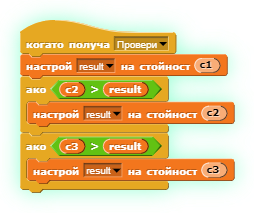 когато получа Провери
настрой result на стойност c1
ако c2 > result
настрой result на стойност c2
ако c3 > result
настрой result на стойност c3